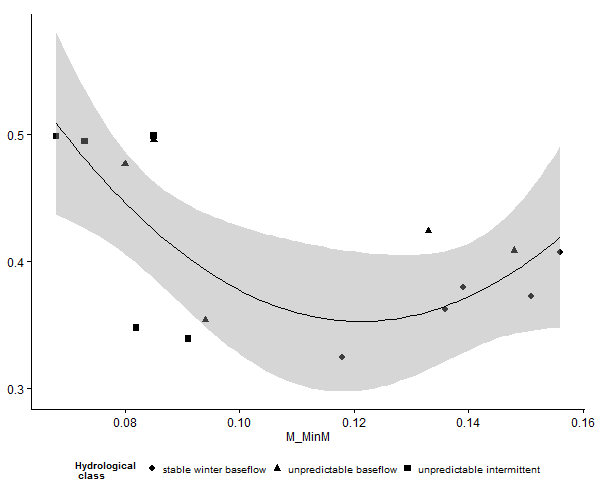 0.5
0.4
0.3
0.08 0.10 0.12 0.14 0.16
M_MinM
Hydrological
class
stable winter baseflow unpredictable baseflow unpredictable intermittent